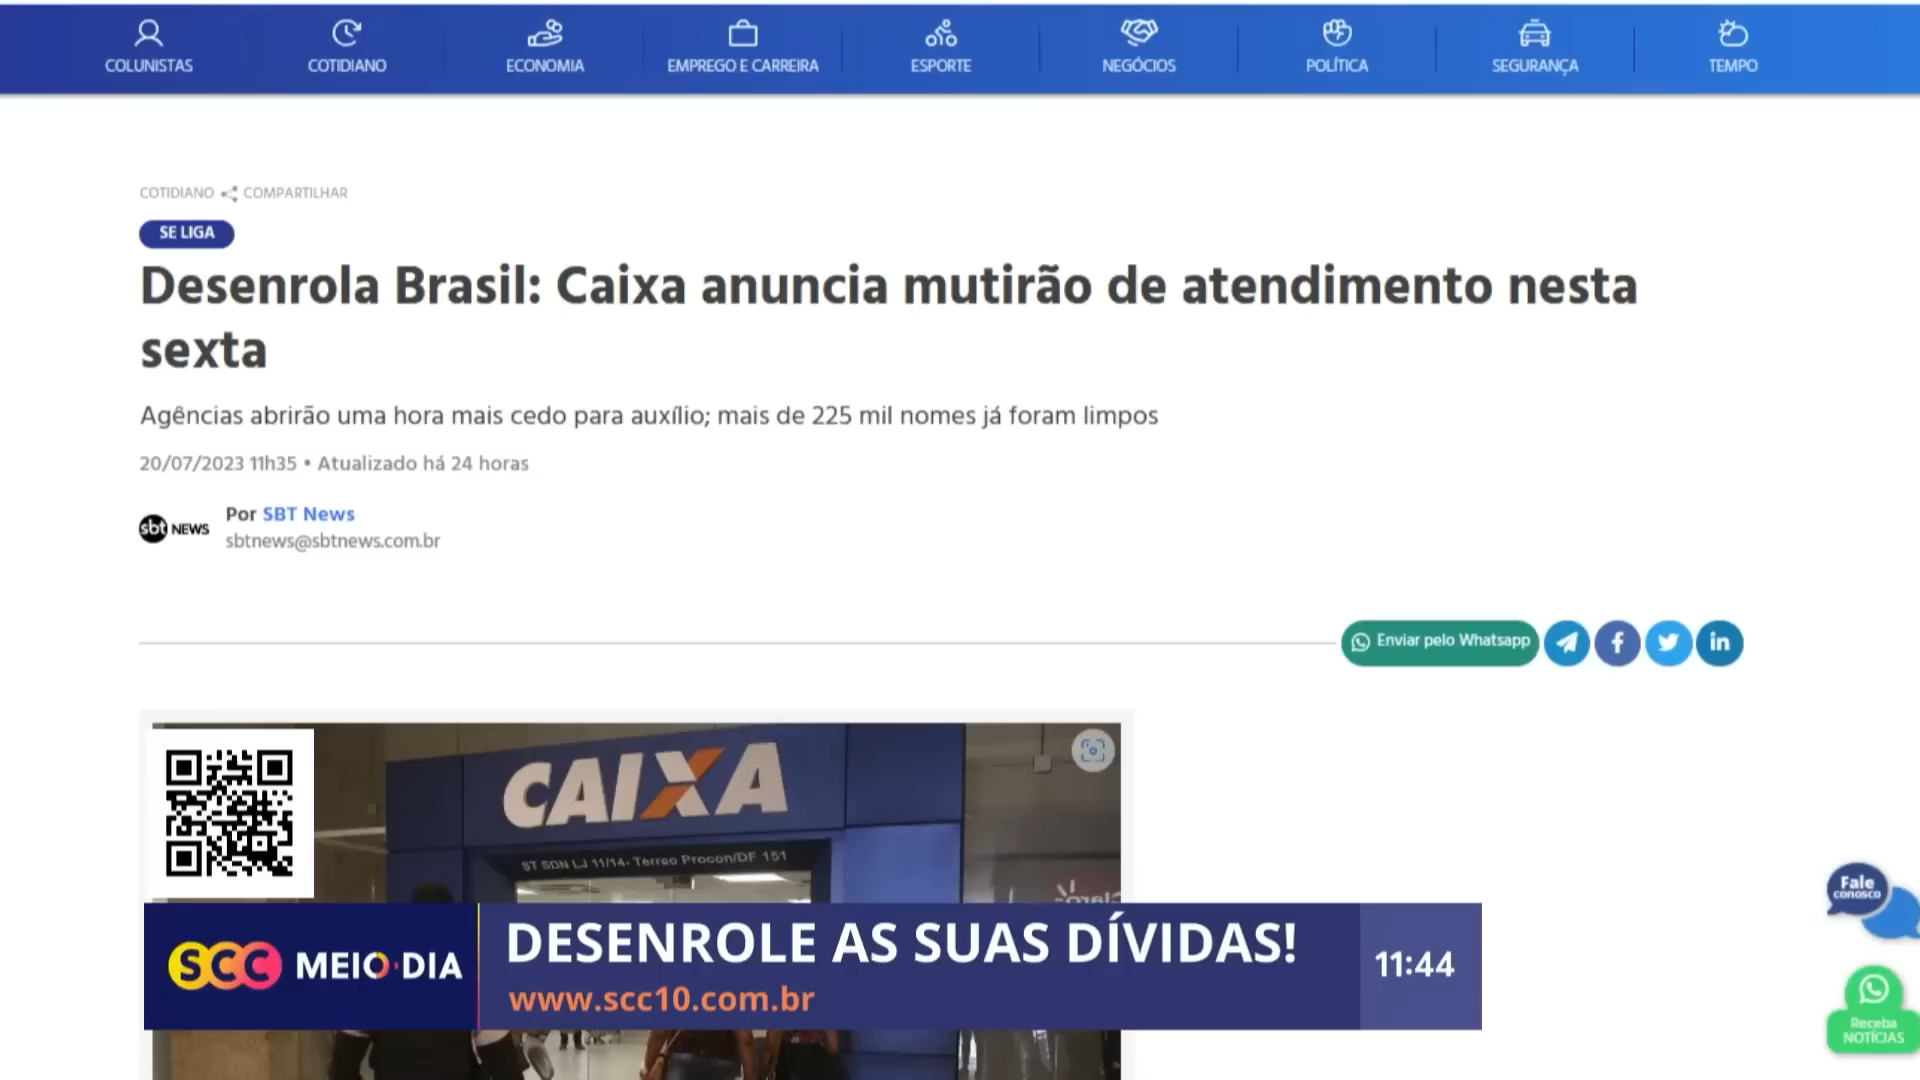 COLUNISTAS
COTIDIANO
ECONOMIA
EMPREGO E CARREIRA
ESPORTE
NEGÓCIOS
POLÍTICA
SEGURANÇA
TEMPO
COTIDIANO COMPARTILHAR
SE LIGA
Desenrola Brasil: Caixa anuncia mutirão de atendimento nesta
sexta
Agências abrirão uma hora mais cedo para auxílio; mais de 225 mil nomes já foram limpos
20/07/2023 11h35 • Atualizado há 24 horas
sbt NEWS
Por SBT News
sbtnews@sbtnews.com.br
Enviar pelo Whatsapp
CAIXA
ST SDN LJ 11/14- Térreo Procon/DF 151
Claro
Fale
conosco
SCC MEIO·DIA
DESENROLE AS SUAS DÍVIDAS!
www.scc10.com.br
11:44
Receba
NOTÍCIAS